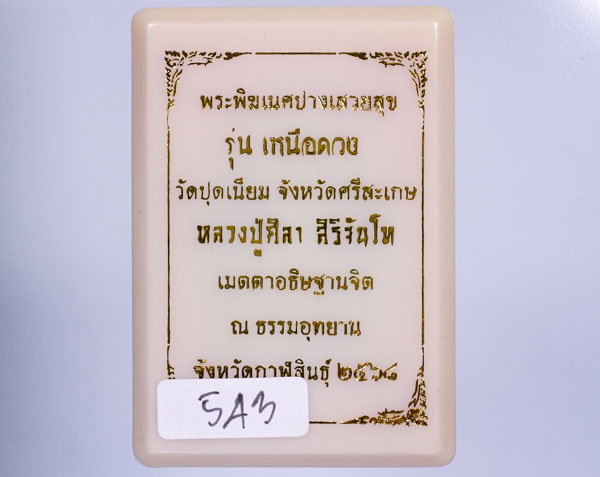 พระพิฆเนศปางเสวยสุข
รุ่น เหนือดวง
วัดปุดเนียม จังหวัดศรีสะเกษ
หลวงปู่ศิลา สิริจันโท
เมตตาอธิษฐานจิต
ณ ธรรมอุทยาน
จังหวัดกาฬสินธุ์ ๒๕๖๘
5A3